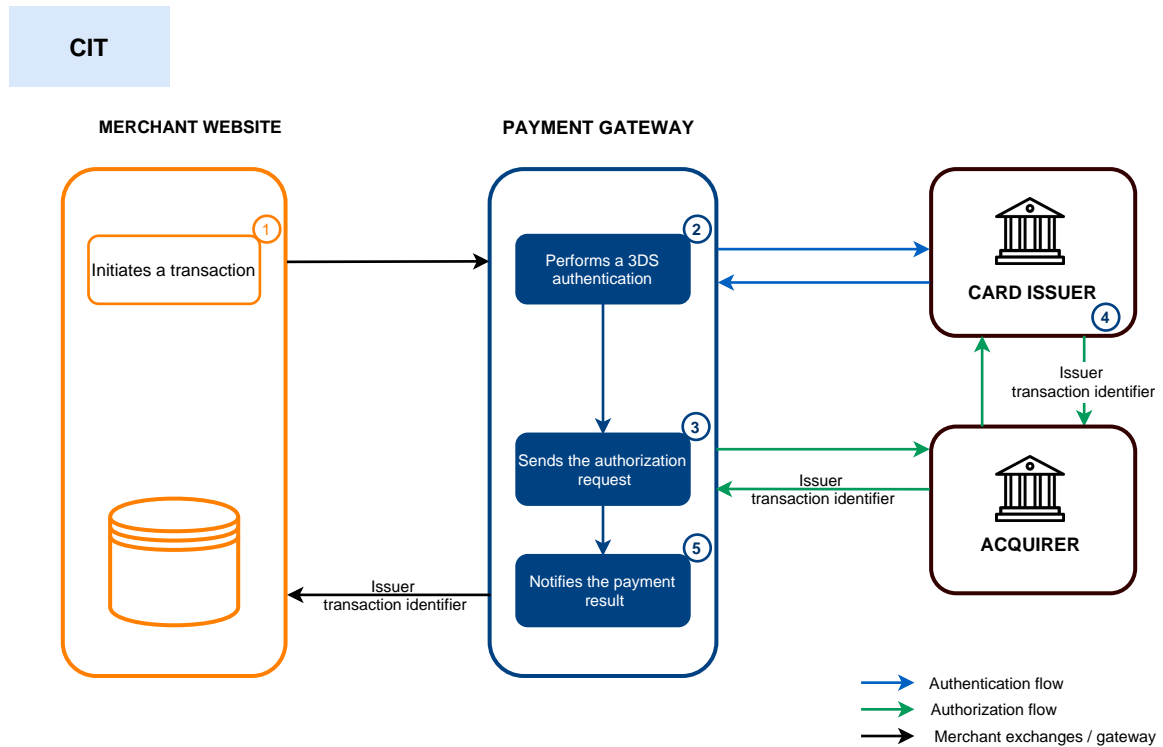 CIT
MERCHANT WEBSITE
PAYMENT GATEWAY
1
Initiates a transaction
2
Performs a 3DS
authentication
CARD ISSUER
4
Issuer
transaction identifier
3
Sends the authorization
request
Issuer
transaction identifier
ACQUIRER
5
Notifies the payment
result
Issuer
transaction identifier
Authentication flow
Authorization flow
Merchant exchanges / gateway